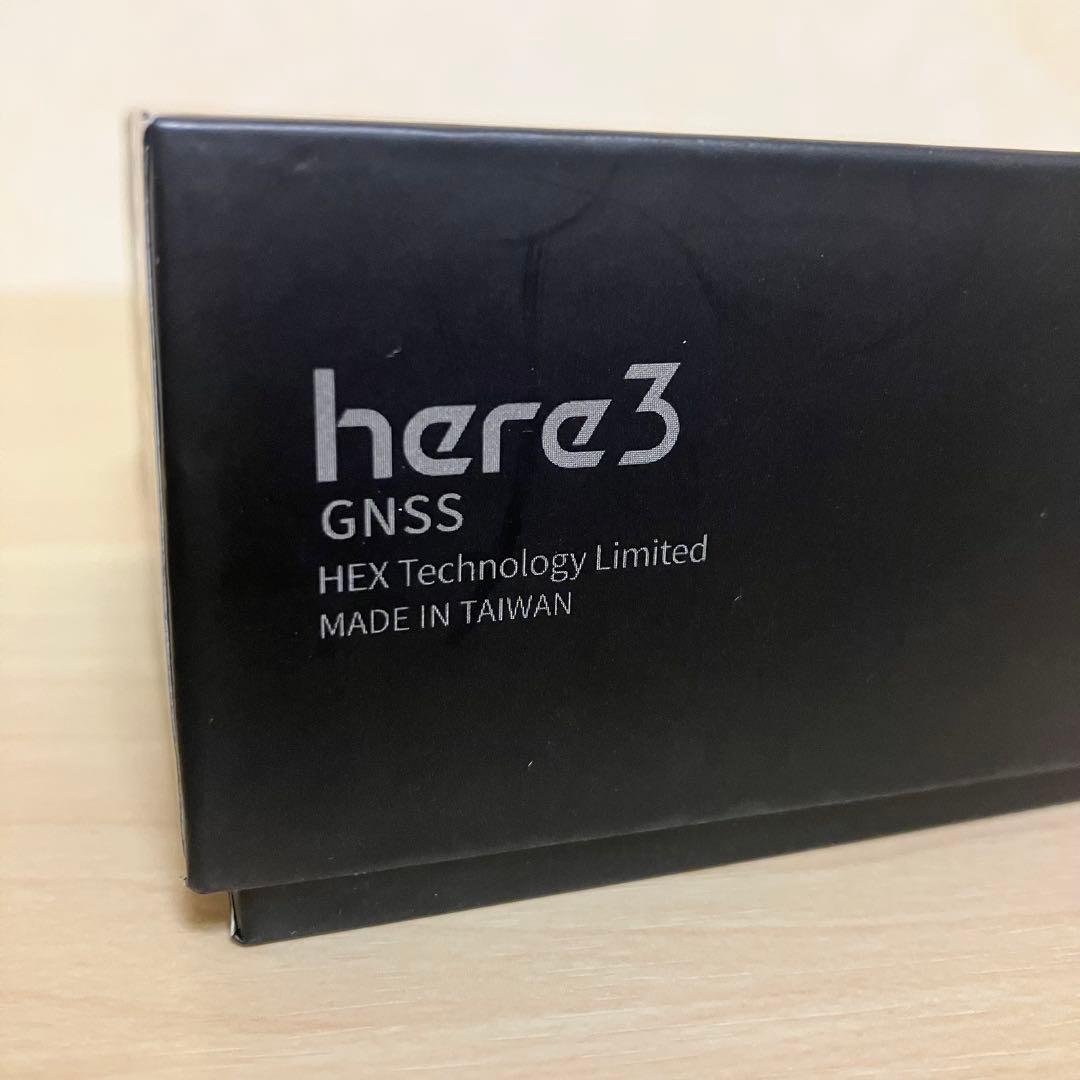 here3
GNSS
HEX Technology Limited
MADE IN TAIWAN